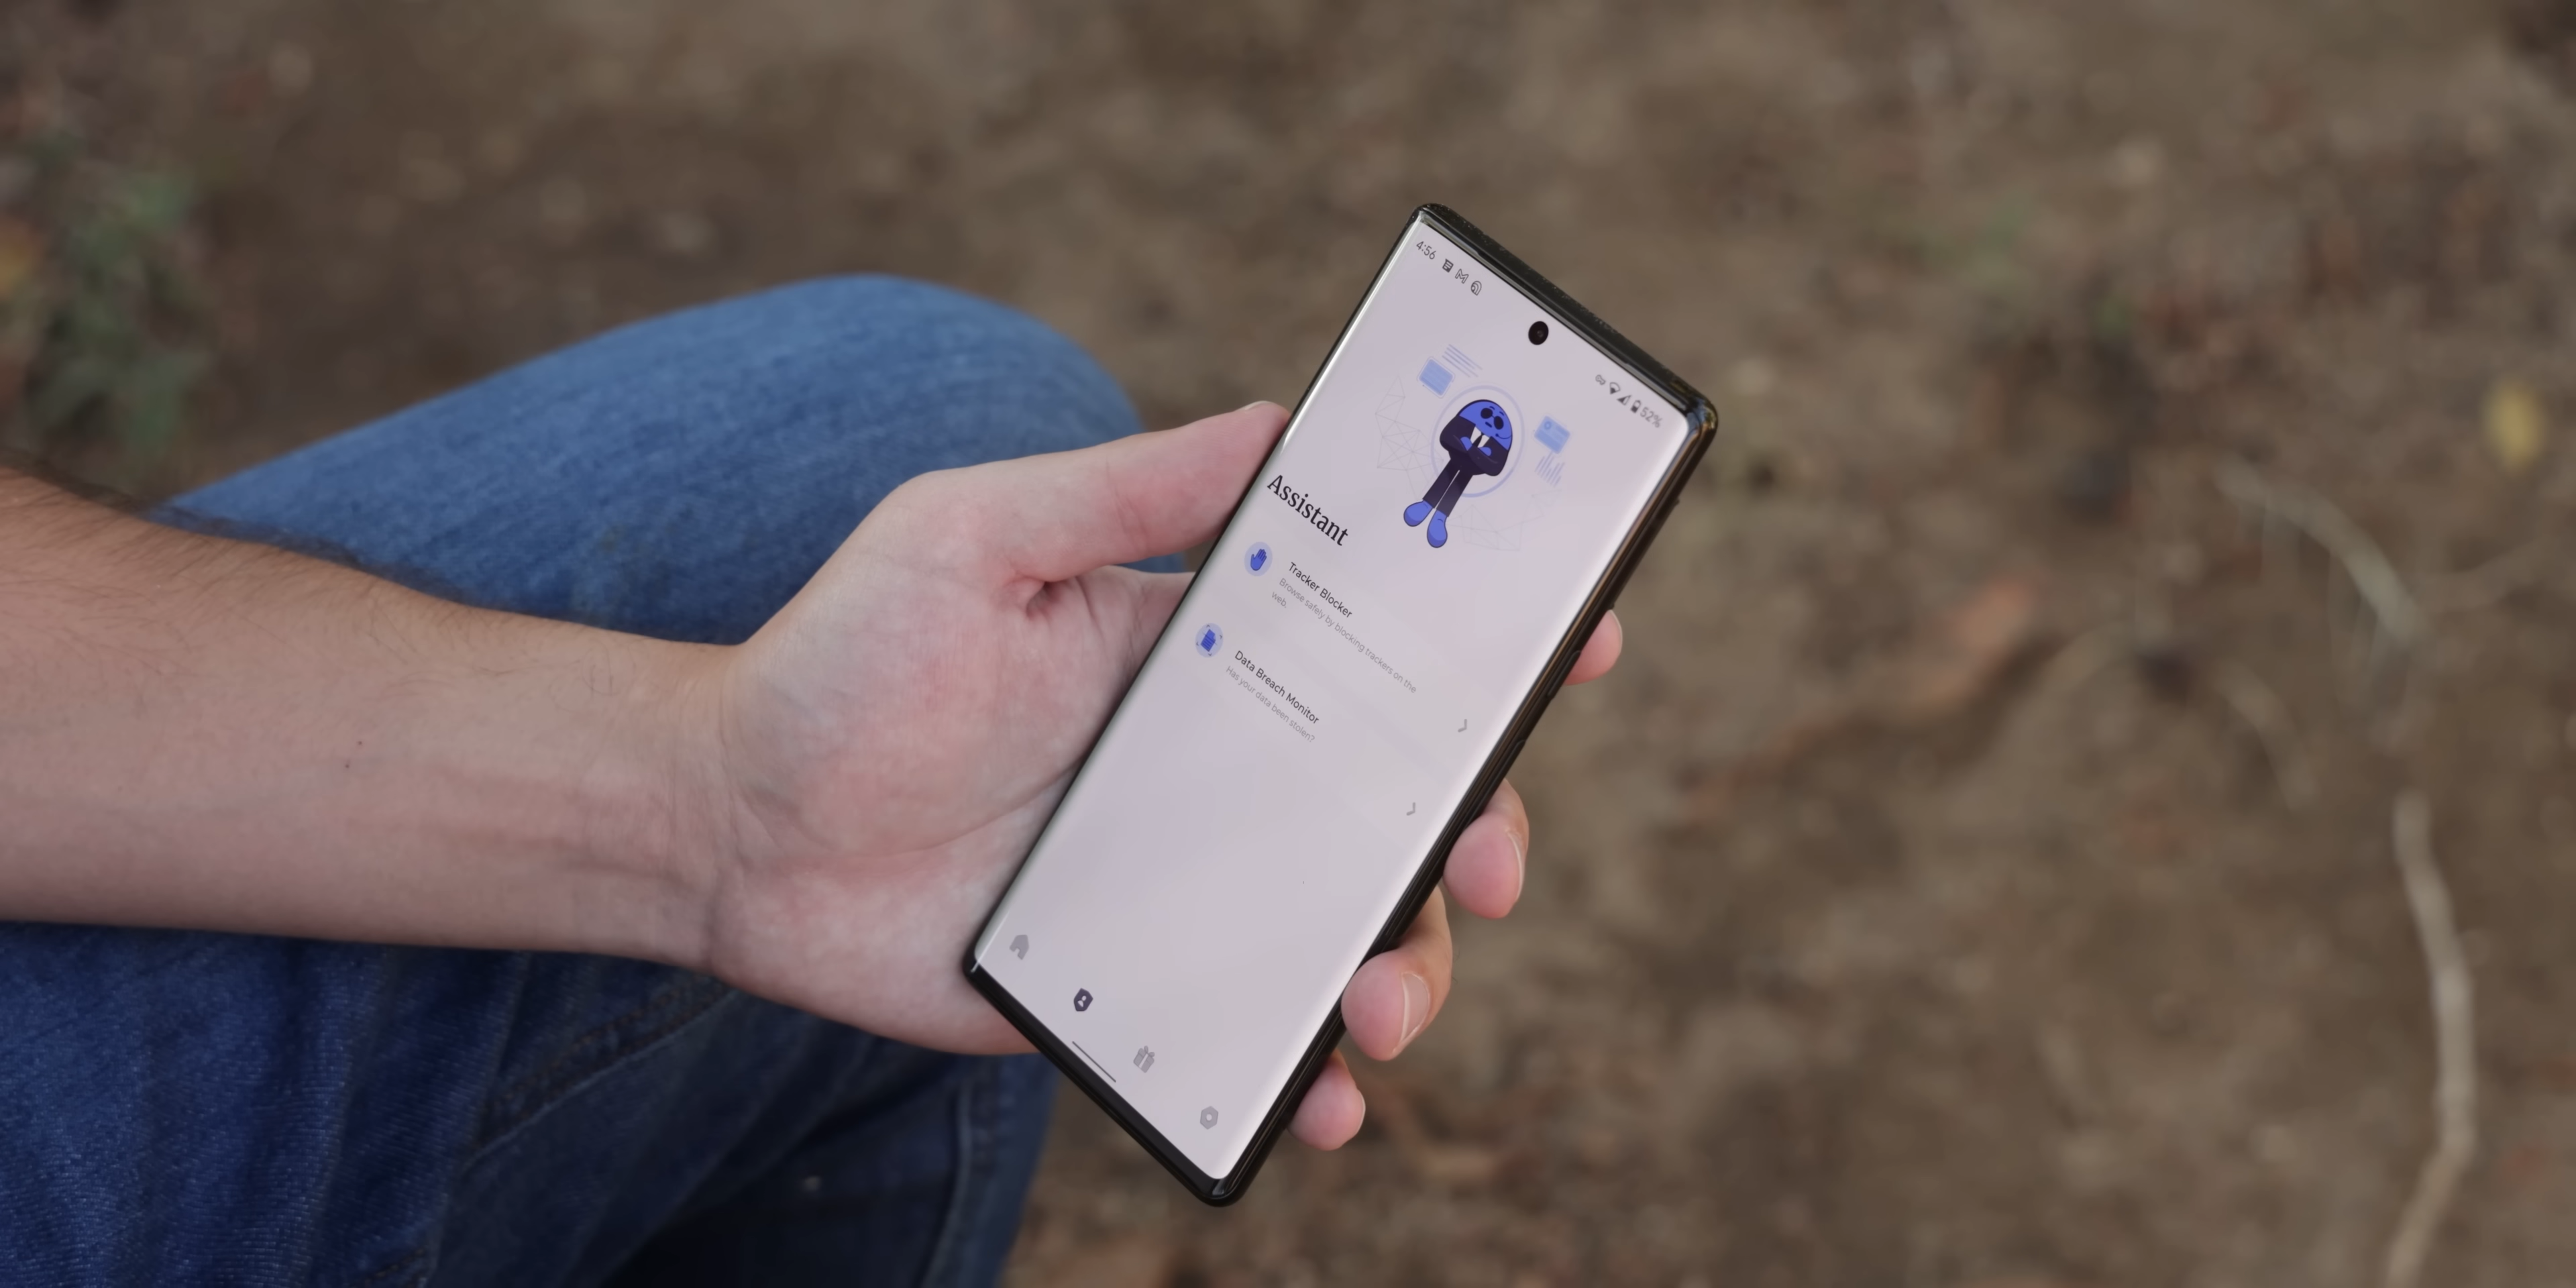 4:56
52%
Assistant
Tracker Blocker
Browse safely by blocking trackers on the
web.
Data Breach Monitor
Has your data been stolen?